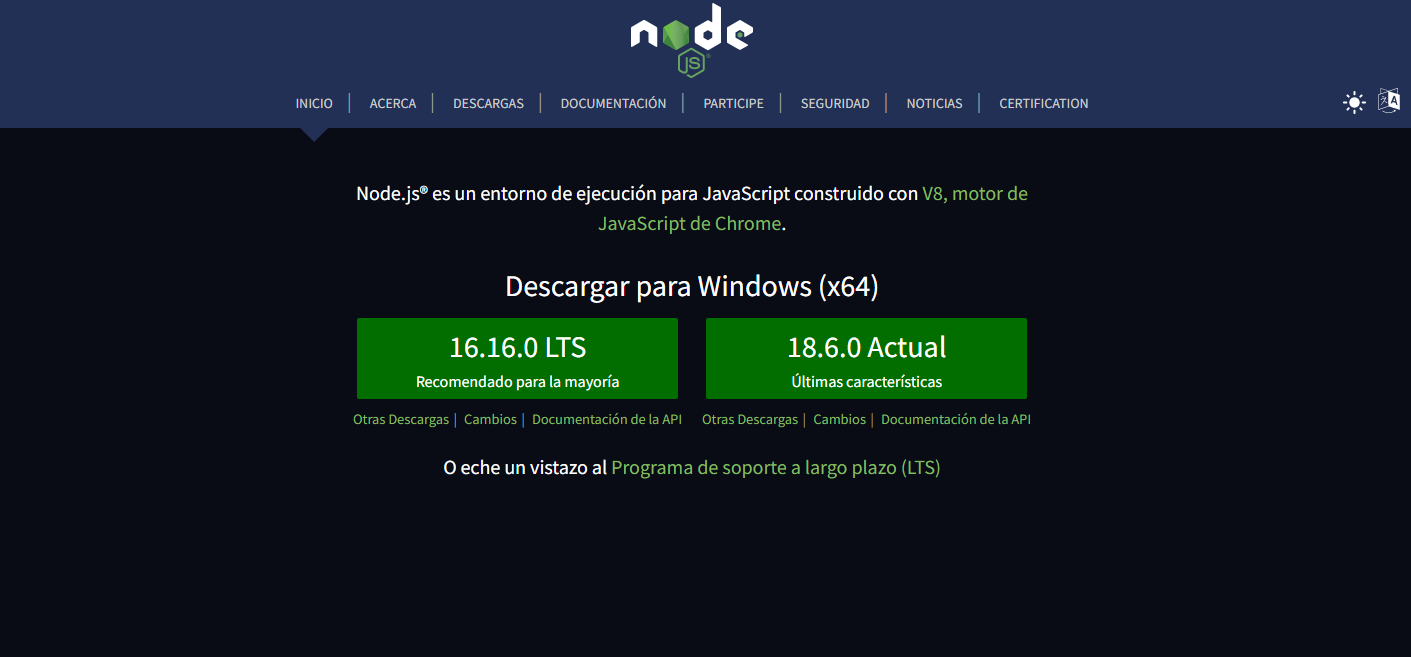 node
JS
INICIO | ACERCA | DESCARGAS | DOCUMENTACIÓN | PARTICIPE | SEGURIDAD | NOTICIAS | CERTIFICATION
Node.js® es un entorno de ejecución para JavaScript construido con V8, motor de
JavaScript de Chrome.
Descargar para Windows (x64)
16.16.0 LTS
Recomendado para la mayoría
18.6.0 Actual
Últimas características
Otras Descargas | Cambios | Documentación de la API
Otras Descargas | Cambios | Documentación de la API
O eche un vistazo al Programa de soporte a largo plazo (LTS)